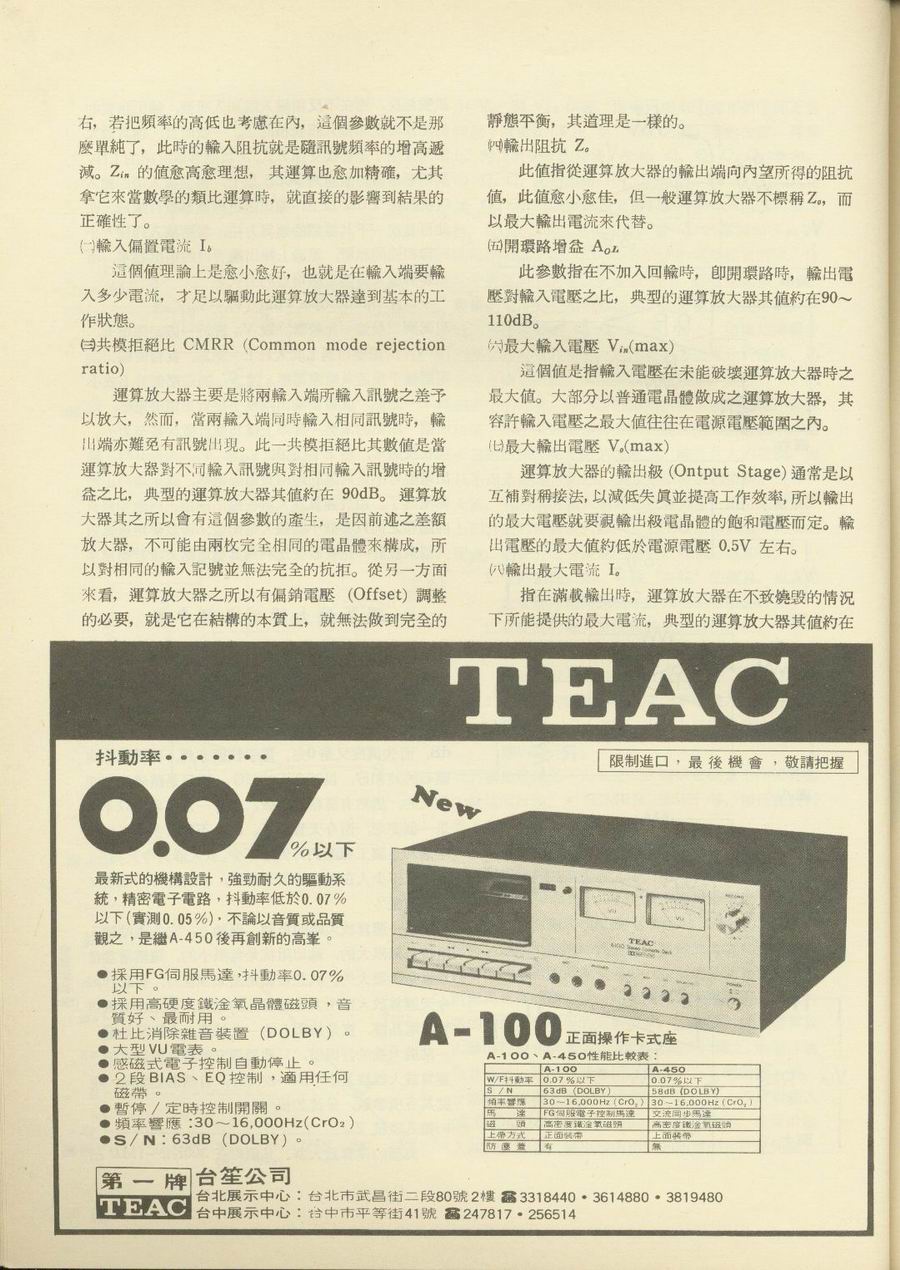 右，若把頻率的高低也考慮在內，這個參數就不是那
麼單純了，此時的輸入阻抗就是隨訊號頻率的增高遞
減。Zin 的值愈高愈理想，其運算也愈加精確，尤其
拿它來當數學的類比運算時，就直接的影響到結果的
正確性了。
㈡輸入偏置電流 Ib
這個值理論上是愈小愈好，也就是在輸入端要輸
入多少電流，才足以驅動此運算放大器達到基本的工
作狀態。
㈢共模拒絕比 CMRR (Common mode rejection
ratio)
運算放大器主要是將兩輸入端所輸入訊號之差予
以放大，然而，當兩輸入端同時輸入相同訊號時，輸
出端亦難免有訊號出現。此一共模拒絕比其數值是當
運算放大器對不同輸入訊號與對相同輸入訊號時的增
益之比，典型的運算放大器其值約在 90dB。運算放
大器其之所以會有這個參數的產生，是因前述之差額
放大器，不可能由兩枚完全相同的電晶體來構成，所
以對相同的輸入記號並無法完全的抗拒。從另一方面
來看，運算放大器之所以有偏銷電壓 (Offset) 調整
的必要，就是它在結構的本質上，就無法做到完全的
靜態平衡，其道理是一樣的。
㈣輸出阻抗 Zo
此值指從運算放大器的輸出端向內望所得的阻抗
值，此值愈小愈佳，但一般運算放大器不標稱 Zo，而
以最大輸出電流來代替。
㈤開環路增益 AOL
此參數指在不加入回輸時，即開環路時，輸出電
壓對輸入電壓之比，典型的運算放大器其值約在90～
110dB。
㈥最大輸入電壓 Vin(max)
這個值是指輸入電壓在未能破壞運算放大器時之
最大值。大部分以普通電晶體做成之運算放大器，其
容許輸入電壓之最大值往往在電源電壓範圍之內。
㈦最大輸出電壓 Vo(max)
運算放大器的輸出級 (Ontput Stage) 通常是以
互補對稱接法，以減低失眞並提高工作效率，所以輸出
的最大電壓就要視輸出級電晶體的飽和電壓而定。輸
出電壓的最大值約低於電源電壓 0.5V 左右。
㈧輸出最大電流 Io
指在滿載輸出時，運算放大器在不致燒毀的情況
下所能提供的最大電流，典型的運算放大器其值約在
TEAC
抖動率•••••••
限制進口，最後機會，敬請把握
0.07
%以下
New
最新式的機構設計，強勁耐久的驅動系
統，精密電子電路，抖動率低於0.07%
以下(實測0.05%)，不論以音質或品質
觀之，是繼A-450後再創新的高峯。
●採用FG伺服馬達，抖動率0.07%
以下。
●採用高硬度鐵淦氧晶體磁頭，音
質好、最耐用。
●杜比消除雜音裝置 (DOLBY)。
●大型VU電表。
●感磁式電子控制自動停止。
●2段BIAS、EQ控制，適用任何
磁帶。
●暫停／定時控制開關。
●頻率響應：30～16,000Hz(CrO₂)
●S／N：63dB (DOLBY)。
VU
VU
TEAC
POWER
A-100正面操作卡式座
A-100、A-450性能比較表：
A-100 A-450
W/F抖動率 0.07%以下 0.07%以下
S／N 63dB (DOLBY) 58dB (DOLBY)
頻率響應 30～16,000Hz (CrO₂) 30～16,000Hz (CrO₂)
馬達 FG伺服電子控制馬達 交流同步馬達
磁頭 高密度鐵淦氧磁頭 高密度鐵淦氧磁頭
上帶方式 正面裝帶 上面裝帶
防塵蓋 有 無
第一牌
TEAC
台笙公司
台北展示中心：台北市武昌街二段80號2樓 ☎3318440•3614880•3819480
台中展示中心：台中市平等街41號 ☎247817•256514